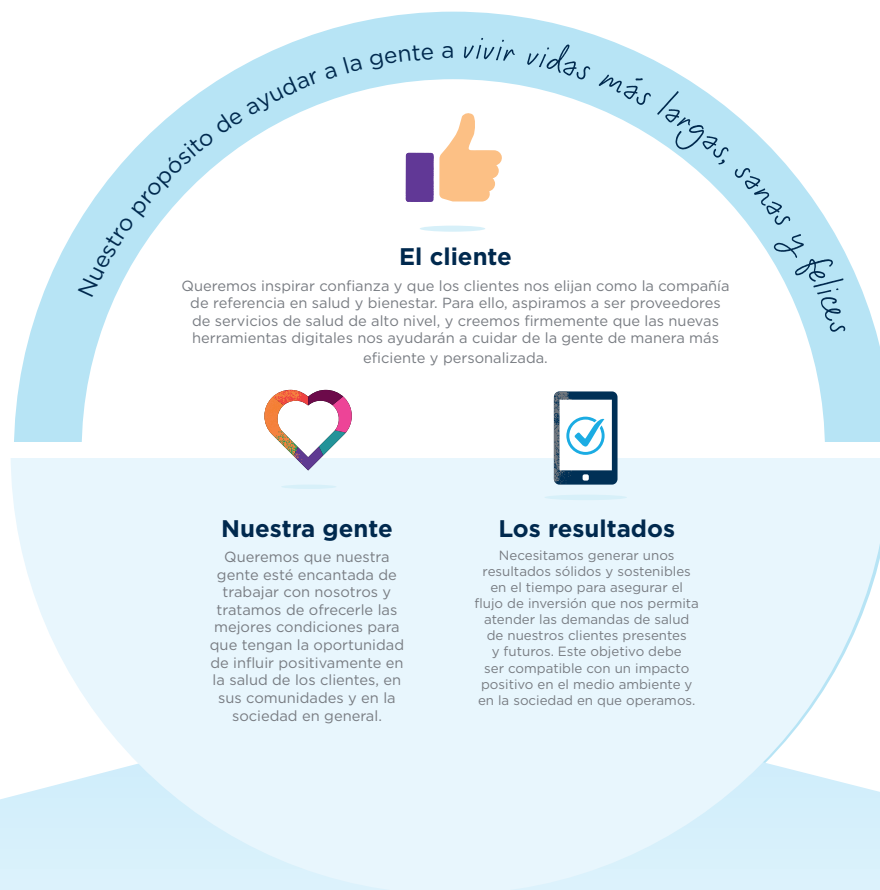 Nuestro propósito de ayudar a la gente a vivir vidas más largas, sanas y felices
El cliente
Queremos inspirar confianza y que los clientes nos elijan como la compañía
de referencia en salud y bienestar. Para ello, aspiramos a ser proveedores
de servicios de salud de alto nivel, y creemos firmemente que las nuevas
herramientas digitales nos ayudarán a cuidar de la gente de manera más
eficiente y personalizada.
Nuestra gente
Queremos que nuestra
gente esté encantada de
trabajar con nosotros y
tratamos de ofrecerle las
mejores condiciones para
que tengan la oportunidad
de influir positivamente en
la salud de los clientes, en
sus comunidades y en la
sociedad en general.
Los resultados
Necesitamos generar unos
resultados sólidos y sostenibles
en el tiempo para asegurar el
flujo de inversión que nos permita
atender las demandas de salud
de nuestros clientes presentes
y futuros. Este objetivo debe
ser compatible con un impacto
positivo en el medio ambiente y
en la sociedad en que operamos.